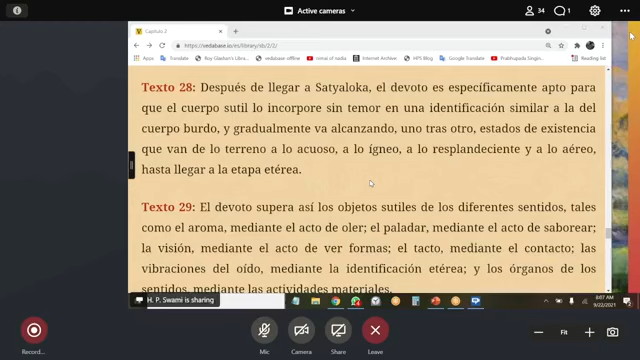 Active cameras
34
1
Capítulo 2
https://vedabase.io/es/library/sb/2/2/
Apps
Translate
Roy Glashan's Libra...
vedabase offline
nimai of radio
Internet Archive
HPS Blog
Google Translate
Prabhupada Singin...
Reading list
Texto 28: Después de llegar a Satyaloka, el devoto es específicamente apto para
que el cuerpo sutil lo incorpore sin temor en una identificación similar a la del
cuerpo burdo, y gradualmente va alcanzando, uno tras otro, estados de existencia
que van de lo terreno a lo acuoso, a lo ígneo, a lo resplandeciente y a lo aéreo,
hasta llegar a la etapa etérea.
Texto 29: El devoto supera así los objetos sutiles de los diferentes sentidos, tales
como el aroma, mediante el acto de oler; el paladar, mediante el acto de saborear;
la visión, mediante el acto de ver formas; el tacto, mediante el contacto; las
vibraciones del oído, mediante la identificación etérea; y los órganos de los
sentidos, mediante las actividades materiales.
H. P. Swami is sharing
8:07 AM
9/22/2021
Record...
Mic
Camera
Share
Leave
Fit